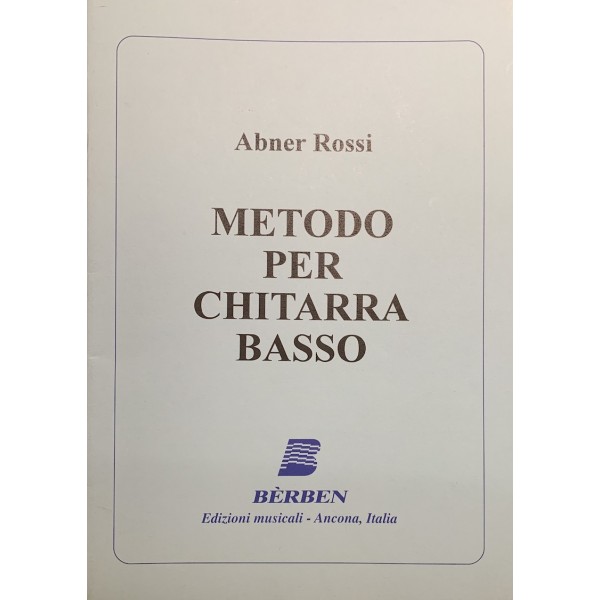 Abner Rossi
METODO
PER
CHITARRA
BASSO
B
BÈRBEN
Edizioni musicali - Ancona, Italia